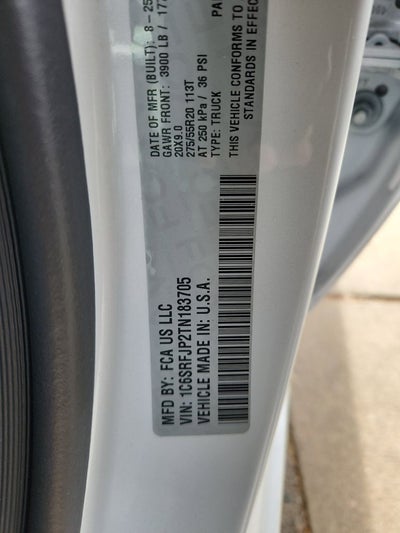 MFD BY: FCA US LLC
VIN: 1C6SRFJP2TN183705
VEHICLE MADE IN: U.S.A.
DATE OF MFR (BUILT): 8-25
GAWR FRONT: 3900 LB / 177
20X9.0
275/55R20 113T
AT 250 kPa / 36 PSI
TYPE: TRUCK
THIS VEHICLE CONFORMS TO
STANDARDS IN EFFEC
PA